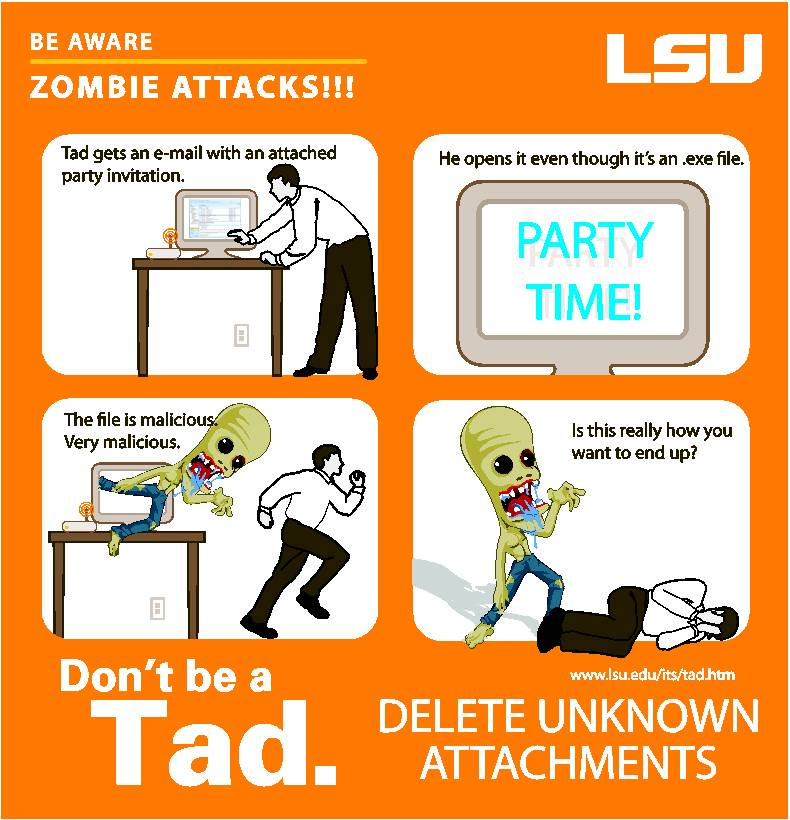 BE AWARE
LSU
ZOMBIE ATTACKS!!!
Tad gets an e-mail with an attached
party invitation.
He opens it even though it's an .exe file.
PARTY
TIME!
The file is malicious.
Very malicious.
Is this really how you
want to end up?
www.lsu.edu/its/tad.htm
Don't be a
Tad.
DELETE UNKNOWN
ATTACHMENTS